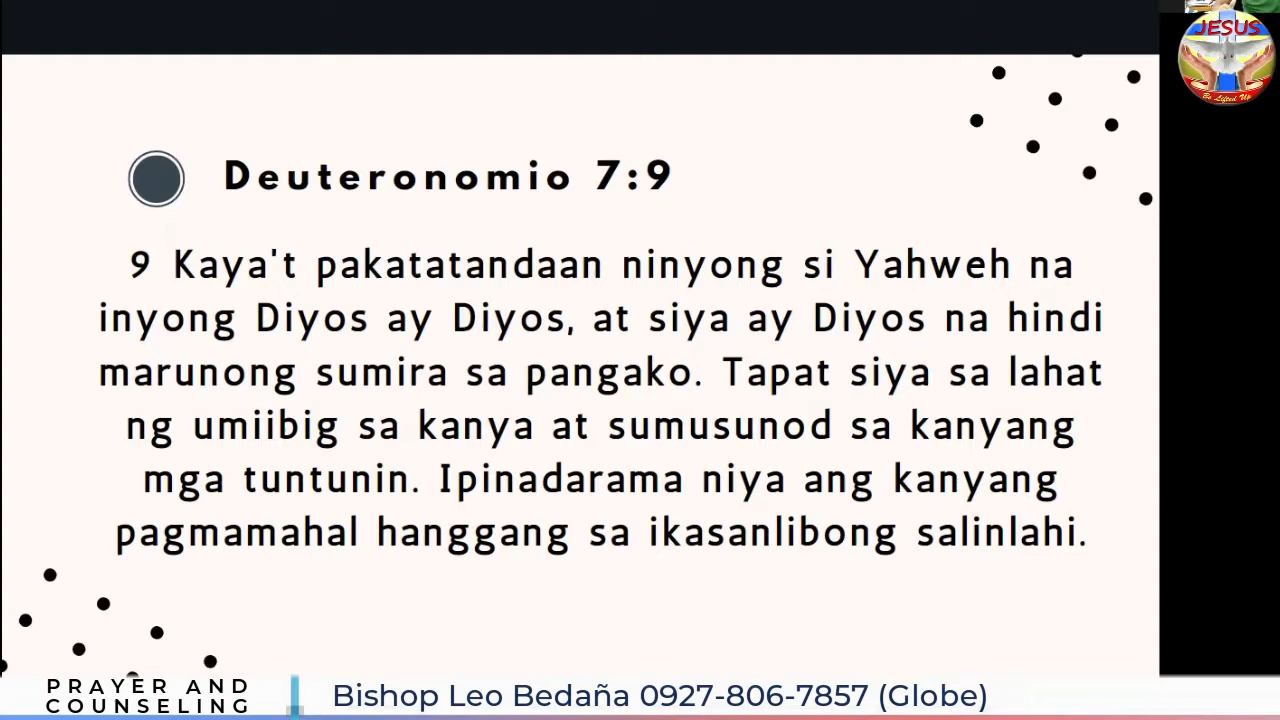 JESUS
Be Lifted Up
Deuteronomio 7:9
9 Kaya't pakatatandaan ninyong si Yahweh na
inyong Diyos ay Diyos, at siya ay Diyos na hindi
marunong sumira sa pangako. Tapat siya sa lahat
ng umiibig sa kanya at sumusunod sa kanyang
mga tuntunin. Ipinadarama niya ang kanyang
pagmamahal hanggang sa ikasanlibong salinlahi.
PRAYER AND
COUNSELING
Bishop Leo Bedaña 0927-806-7857 (Globe)